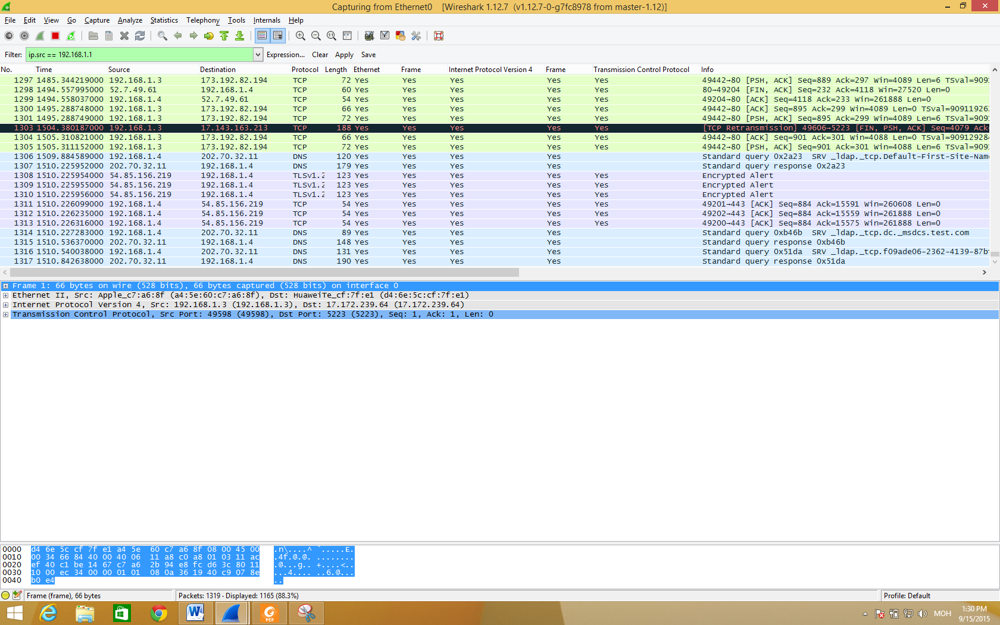 Capturing from Ethernet0 [Wireshark 1.12.7 (v1.12.7-0-g7fc8978 from master-1.12)]
File Edit View Go Capture Analyze Statistics Telephony Tools Internals Help
Filter: ip.src == 192.168.1.1 Expression... Clear Apply Save
No. Time Source Destination Protocol Length Ethernet Frame Internet Protocol Version 4 Frame Transmission Control Protocol Info
1297 1485.344219000 192.168.1.3 173.192.82.194 TCP 72 Yes Yes Yes Yes Yes 49442→80 [PSH, ACK] Seq=889 Ack=297 Win=4089 Len=6 TSval=909
1298 1494.557995000 52.7.49.61 192.168.1.4 TCP 60 Yes Yes Yes Yes Yes 80→49204 [FIN, ACK] Seq=232 Ack=4118 Win=27520 Len=0
1299 1494.558037000 192.168.1.4 52.7.49.61 TCP 54 Yes Yes Yes Yes Yes 49204→80 [ACK] Seq=4118 Ack=233 Win=261888 Len=0
1300 1495.288748000 192.168.1.3 173.192.82.194 TCP 66 Yes Yes Yes Yes Yes 49442→80 [ACK] Seq=895 Ack=299 Win=4089 Len=0 TSval=90911926
1301 1495.288749000 192.168.1.3 173.192.82.194 TCP 72 Yes Yes Yes Yes Yes 49442→80 [PSH, ACK] Seq=895 Ack=299 Win=4089 Len=6 TSval=909
1303 1504.380187000 192.168.1.3 17.143.163.213 TCP 188 Yes Yes Yes Yes Yes [TCP Retransmission] 49606→5223 [FIN, PSH, ACK] Seq=4079 Ack=
1304 1505.310821000 192.168.1.3 173.192.82.194 TCP 66 Yes Yes Yes Yes Yes 49442→80 [ACK] Seq=901 Ack=301 Win=4088 Len=0 TSval=90912928
1305 1505.311152000 192.168.1.3 173.192.82.194 TCP 72 Yes Yes Yes Yes Yes 49442→80 [PSH, ACK] Seq=901 Ack=301 Win=4088 Len=6 TSval=909
1306 1509.884589000 192.168.1.4 202.70.32.11 DNS 120 Yes Yes Yes Yes Standard query 0x2a23 SRV _ldap._tcp.Default-First-Site-Nam
1307 1510.225952000 202.70.32.11 192.168.1.4 DNS 179 Yes Yes Yes Yes Standard query response 0x2a23
1308 1510.225954000 54.85.156.219 192.168.1.4 TLSv1.2 123 Yes Yes Yes Yes Yes Encrypted Alert
1309 1510.225955000 54.85.156.219 192.168.1.4 TLSv1.2 123 Yes Yes Yes Yes Yes Encrypted Alert
1310 1510.225956000 54.85.156.219 192.168.1.4 TLSv1.2 123 Yes Yes Yes Yes Yes Encrypted Alert
1311 1510.226099000 192.168.1.4 54.85.156.219 TCP 54 Yes Yes Yes Yes Yes 49201→443 [ACK] Seq=884 Ack=15591 Win=260608 Len=0
1312 1510.226235000 192.168.1.4 54.85.156.219 TCP 54 Yes Yes Yes Yes Yes 49202→443 [ACK] Seq=884 Ack=15559 Win=261888 Len=0
1313 1510.226316000 192.168.1.4 54.85.156.219 TCP 54 Yes Yes Yes Yes Yes 49200→443 [ACK] Seq=884 Ack=15575 Win=261888 Len=0
1314 1510.227283000 192.168.1.4 202.70.32.11 DNS 89 Yes Yes Yes Yes Standard query 0xb46b SRV _ldap._tcp.dc._msdcs.test.com
1315 1510.536370000 202.70.32.11 192.168.1.4 DNS 148 Yes Yes Yes Yes Standard query response 0xb46b
1316 1510.540038000 192.168.1.4 202.70.32.11 DNS 131 Yes Yes Yes Yes Standard query 0x51da SRV _ldap._tcp.f09ade06-2362-4139-87b
1317 1510.842638000 202.70.32.11 192.168.1.4 DNS 190 Yes Yes Yes Yes Standard query response 0x51da
Frame 1: 66 bytes on wire (528 bits), 66 bytes captured (528 bits) on interface 0
Ethernet II, Src: Apple_c7:a6:8f (a4:5e:60:c7:a6:8f), Dst: HuaweiTe_cf:7f:e1 (d4:6e:5c:cf:7f:e1)
Internet Protocol Version 4, Src: 192.168.1.3 (192.168.1.3), Dst: 17.172.239.64 (17.172.239.64)
Transmission Control Protocol, Src Port: 49598 (49598), Dst Port: 5223 (5223), Seq: 1, Ack: 1, Len: 0
0000 d4 6e 5c cf 7f e1 a4 5e 60 c7 a6 8f 08 00 45 00 .n\....^ `.....E.
0010 00 34 66 84 40 00 40 06 11 a8 c0 a8 01 03 11 ac .4f.@.@. ........
0020 ef 40 c1 be 14 67 c7 a6 2b 94 e8 fc d6 3c 80 11 .@...g.. +....<..
0030 10 00 ec 34 00 00 01 01 08 0a 36 19 40 c9 07 8e ...4.... ..6.@...
0040 b0 e4 ..
Frame (frame), 66 bytes Packets: 1319 · Displayed: 1165 (88.3%) Profile: Default
PDF
MOH
1:30 PM
9/15/2015